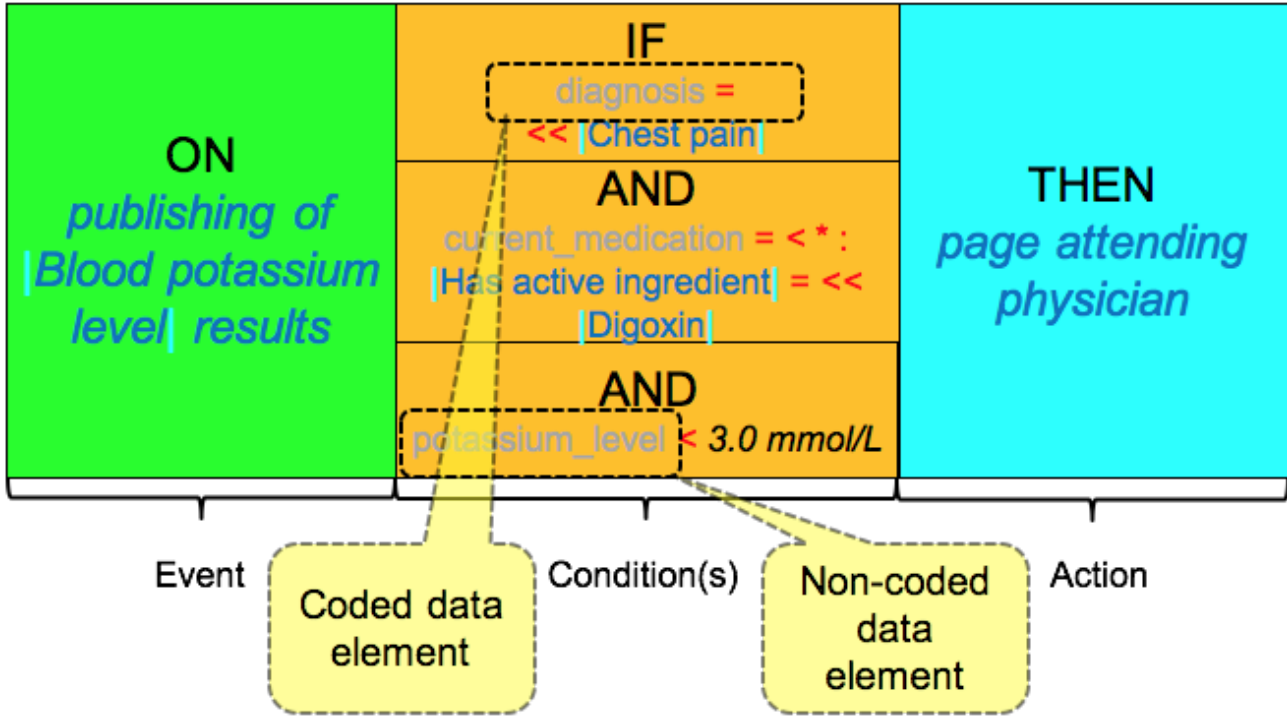 ON
publishing of
|Blood potassium
level| results
IF
diagnosis =
<< |Chest pain|
AND
current_medication = < * :
|Has active ingredient| = <<
|Digoxin|
AND
potassium_level < 3.0 mmol/L
THEN
page attending
physician
Event
Condition(s)
Action
Coded data
element
Non-coded
data
element